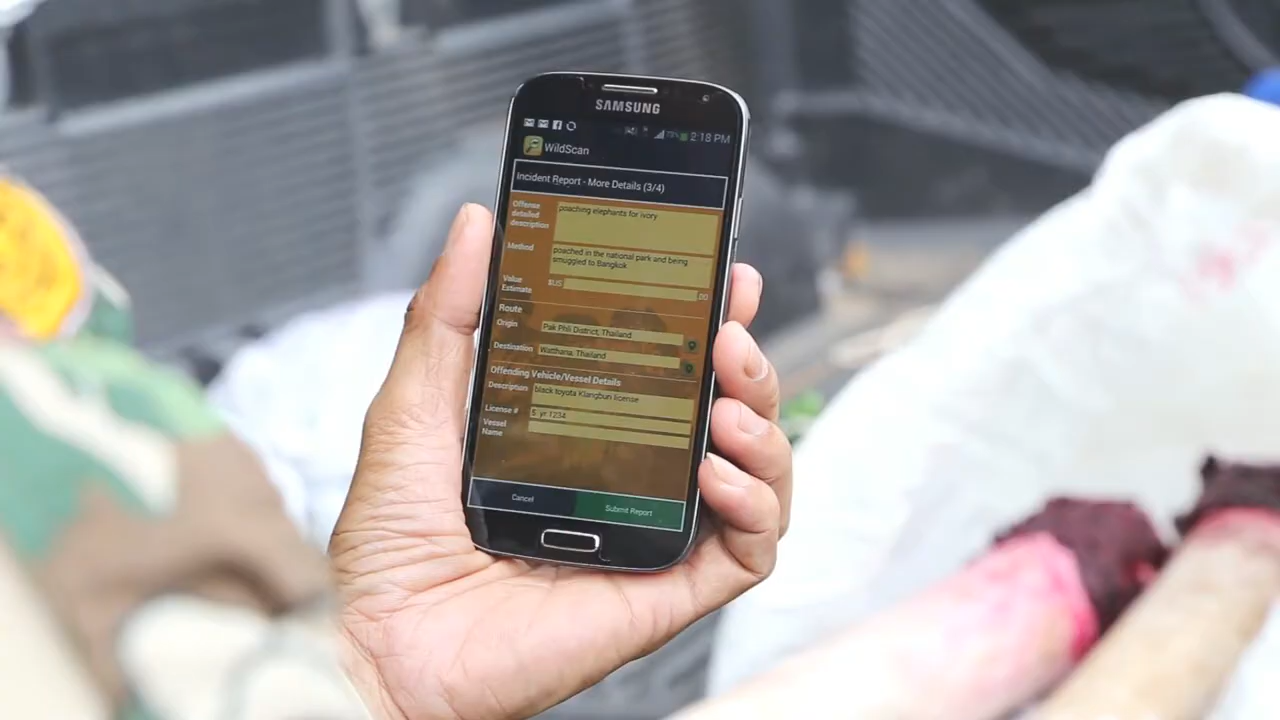 SAMSUNG
2:18 PM
WildScan
Incident Report - More Details (3/4)
Offense detailed description
poaching elephants for ivory
Method
poached in the national park and being
smuggled to Bangkok
Value Estimate
$US
.00
Route
Origin
Pak Phli District, Thailand
Destination
Watthana, Thailand
Offending Vehicle/Vessel Details
Description
black toyota Klangbun license
License #
yr 1234
Vessel Name
Cancel
Submit Report